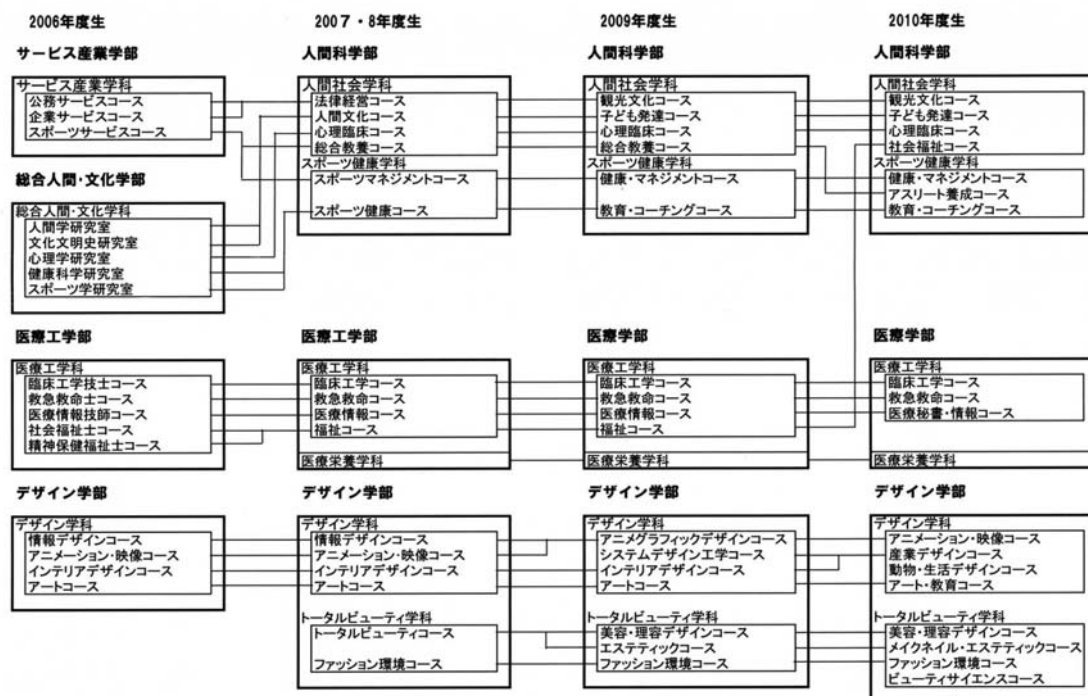 2006年度生
サービス産業学部
サービス産業学科
公務サービスコース
企業サービスコース
スポーツサービスコース
総合人間・文化学部
総合人間・文化学科
人間学研究室
文化文明史研究室
心理学研究室
健康科学研究室
スポーツ学研究室
医療工学部
医療工学科
臨床工学技士コース
救急救命士コース
医療情報技師コース
社会福祉士コース
精神保健福祉士コース
デザイン学部
デザイン学科
情報デザインコース
アニメーション・映像コース
インテリアデザインコース
アートコース
2007・8年度生
人間科学部
人間社会学科
法律経営コース
人間文化コース
心理臨床コース
総合教養コース
スポーツ健康学科
スポーツマネジメントコース
スポーツ健康コース
医療工学部
医療工学科
臨床工学コース
救急救命コース
医療情報コース
福祉コース
医療栄養学科
デザイン学部
デザイン学科
情報デザインコース
アニメーション・映像コース
インテリアデザインコース
アートコース
トータルビューティ学科
トータルビューティコース
ファッション環境コース
2009年度生
人間科学部
人間社会学科
観光文化コース
子ども発達コース
心理臨床コース
総合教養コース
スポーツ健康学科
健康・マネジメントコース
教育・コーチングコース
医療学部
医療工学科
臨床工学コース
救急救命コース
医療情報コース
福祉コース
医療栄養学科
デザイン学部
デザイン学科
アニメグラフィックデザインコース
システムデザイン工学コース
インテリアデザインコース
アートコース
トータルビューティ学科
美容・理容デザインコース
エステティックコース
ファッション環境コース
2010年度生
人間科学部
人間社会学科
観光文化コース
子ども発達コース
心理臨床コース
社会福祉コース
スポーツ健康学科
健康・マネジメントコース
アスリート養成コース
教育・コーチングコース
医療学部
医療工学科
臨床工学コース
救急救命コース
医療秘書・情報コース
医療栄養学科
デザイン学部
デザイン学科
アニメーション・映像コース
産業デザインコース
動物・生活デザインコース
アート・教育コース
トータルビューティ学科
美容・理容デザインコース
メイクネイル・エステティックコース
ファッション環境コース
ビューティサイエンスコース